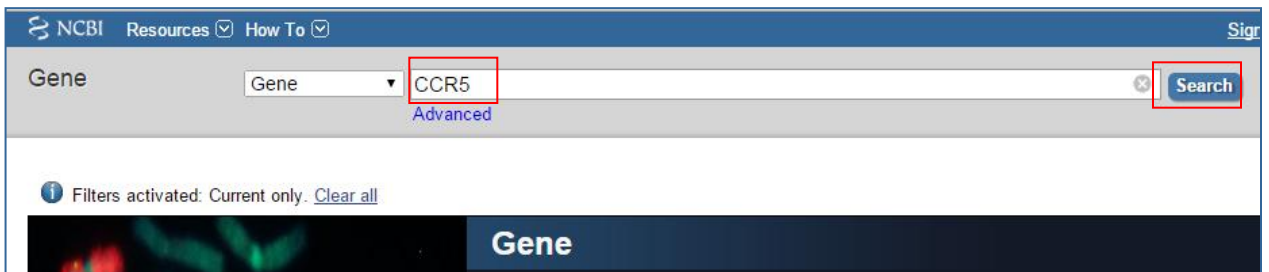 NCBI Resources How To Sign
Gene Gene CCR5 Search
Advanced
Filters activated: Current only. Clear all
Gene